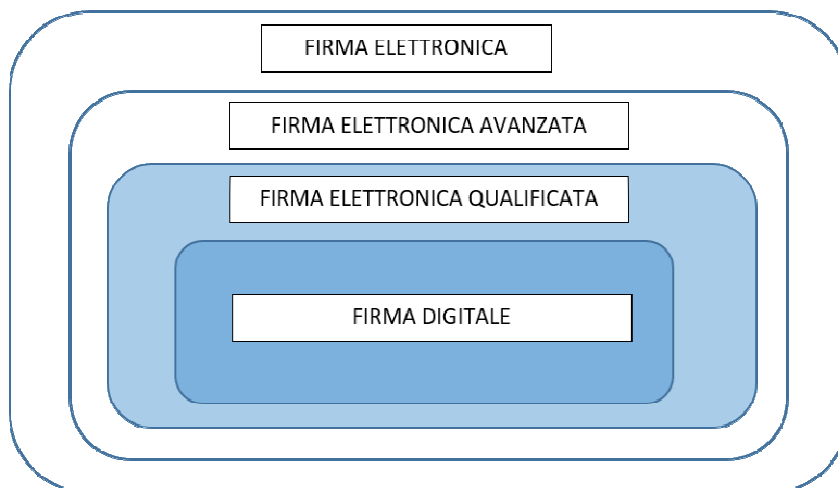 FIRMA ELETTRONICA
FIRMA ELETTRONICA AVANZATA
FIRMA ELETTRONICA QUALIFICATA
FIRMA DIGITALE